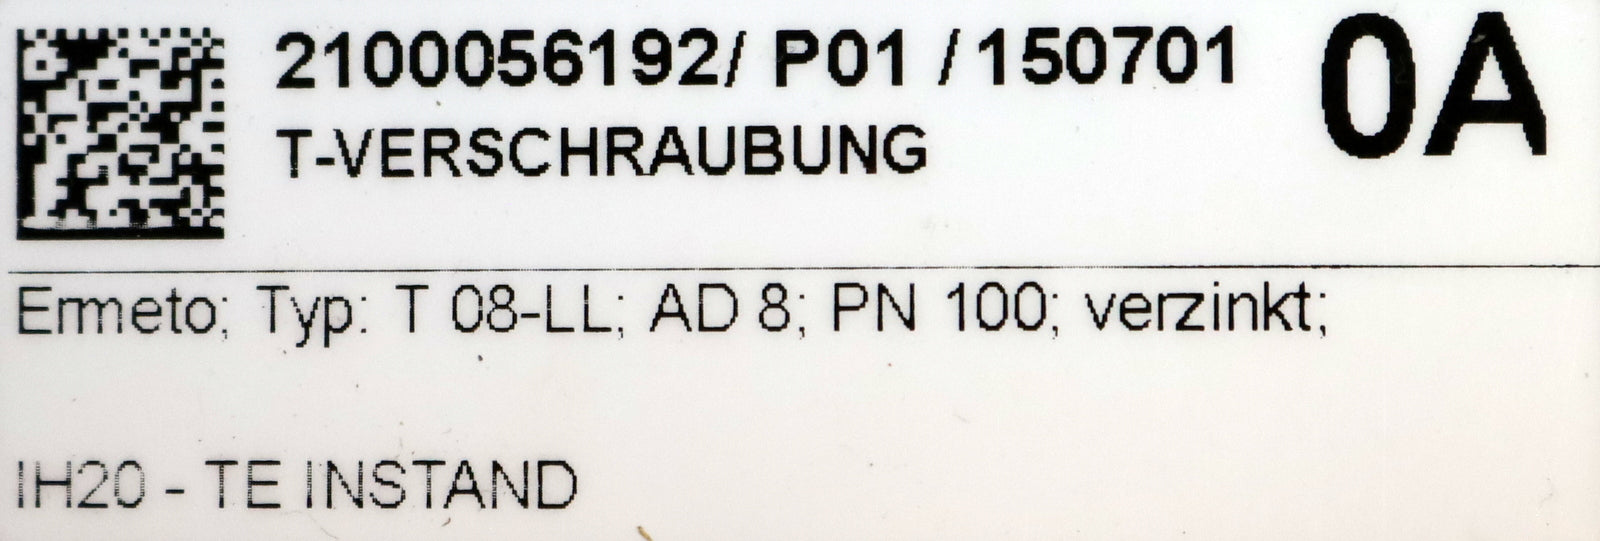 2100056192/ P01 /150701
0A
T-VERSCHRAUBUNG
Ermeto; Typ: T 08-LL; AD 8; PN 100; verzinkt;
IH20 - TE INSTAND